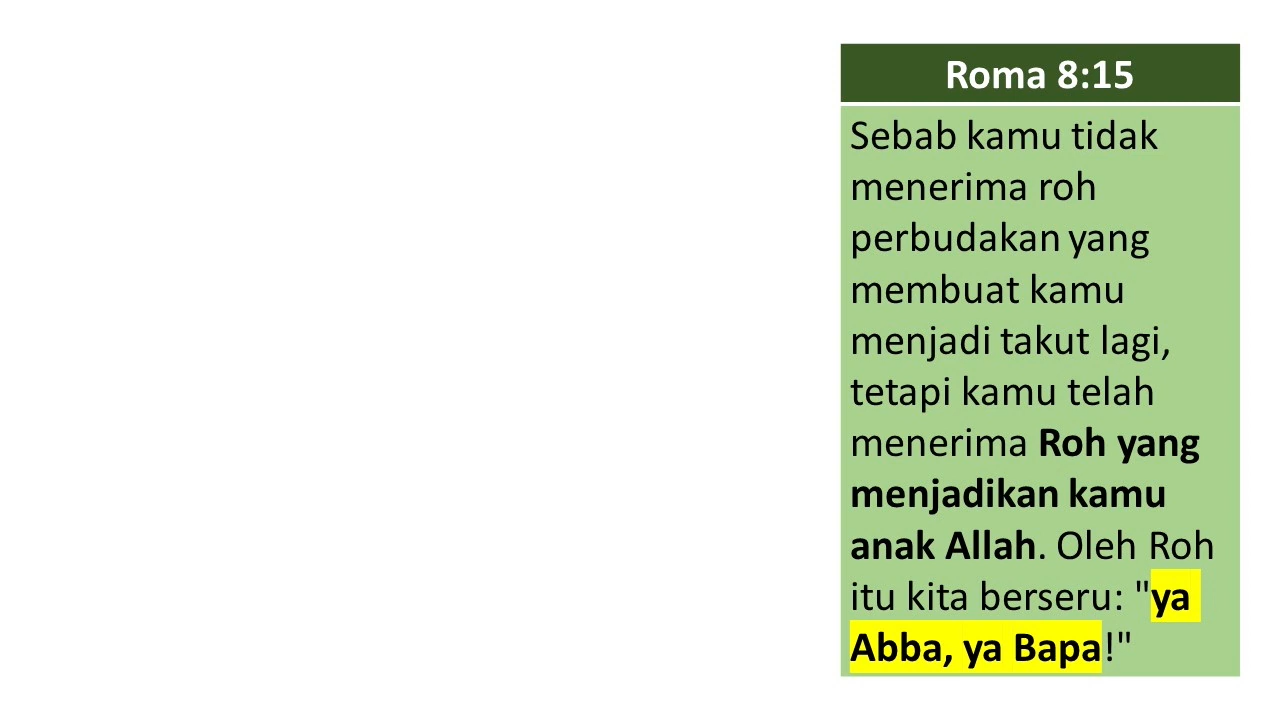 Roma 8:15
Sebab kamu tidak
menerima roh
perbudakan yang
membuat kamu
menjadi takut lagi,
tetapi kamu telah
menerima Roh yang
menjadikan kamu
anak Allah. Oleh Roh
itu kita berseru: "ya
Abba, ya Bapa!"